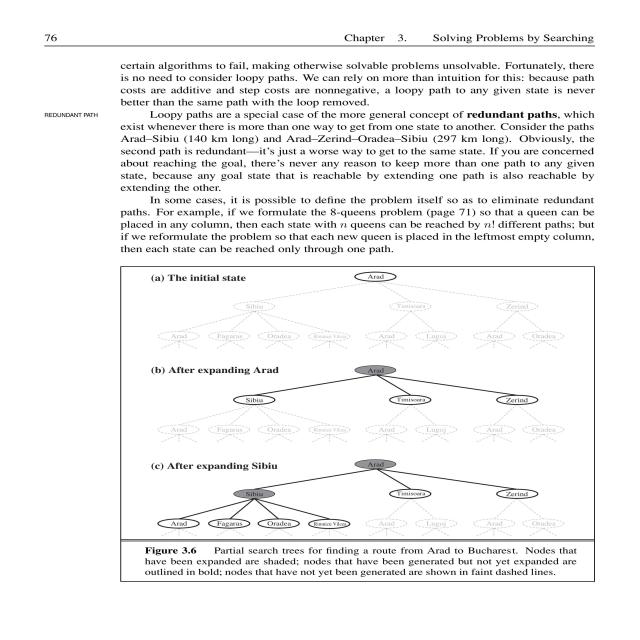 76 Chapter 3. Solving Problems by Searching
certain algorithms to fail, making otherwise solvable problems unsolvable. Fortunately, there
is no need to consider loopy paths. We can rely on more than intuition for this: because path
costs are additive and step costs are nonnegative, a loopy path to any given state is never
better than the same path with the loop removed.
REDUNDANT PATH
Loopy paths are a special case of the more general concept of redundant paths, which
exist whenever there is more than one way to get from one state to another. Consider the paths
Arad–Sibiu (140 km long) and Arad–Zerind–Oradea–Sibiu (297 km long). Obviously, the
second path is redundant—it's just a worse way to get to the same state. If you are concerned
about reaching the goal, there's never any reason to keep more than one path to any given
state, because any goal state that is reachable by extending one path is also reachable by
extending the other.
In some cases, it is possible to define the problem itself so as to eliminate redundant
paths. For example, if we formulate the 8-queens problem (page 71) so that a queen can be
placed in any column, then each state with n queens can be reached by n! different paths; but
if we reformulate the problem so that each new queen is placed in the leftmost empty column,
then each state can be reached only through one path.
(a) The initial state
Arad
Sibiu Timisoara Zerind
Arad Fagaras Oradea Rimnicu Vilcea Arad Lugoj Arad Oradea
(b) After expanding Arad
Arad
Sibiu Timisoara Zerind
Arad Fagaras Oradea Rimnicu Vilcea Arad Lugoj Arad Oradea
(c) After expanding Sibiu
Arad
Sibiu Timisoara Zerind
Arad Fagaras Oradea Rimnicu Vilcea Arad Lugoj Arad Oradea
Figure 3.6 Partial search trees for finding a route from Arad to Bucharest. Nodes that
have been expanded are shaded; nodes that have been generated but not yet expanded are
outlined in bold; nodes that have not yet been generated are shown in faint dashed lines.